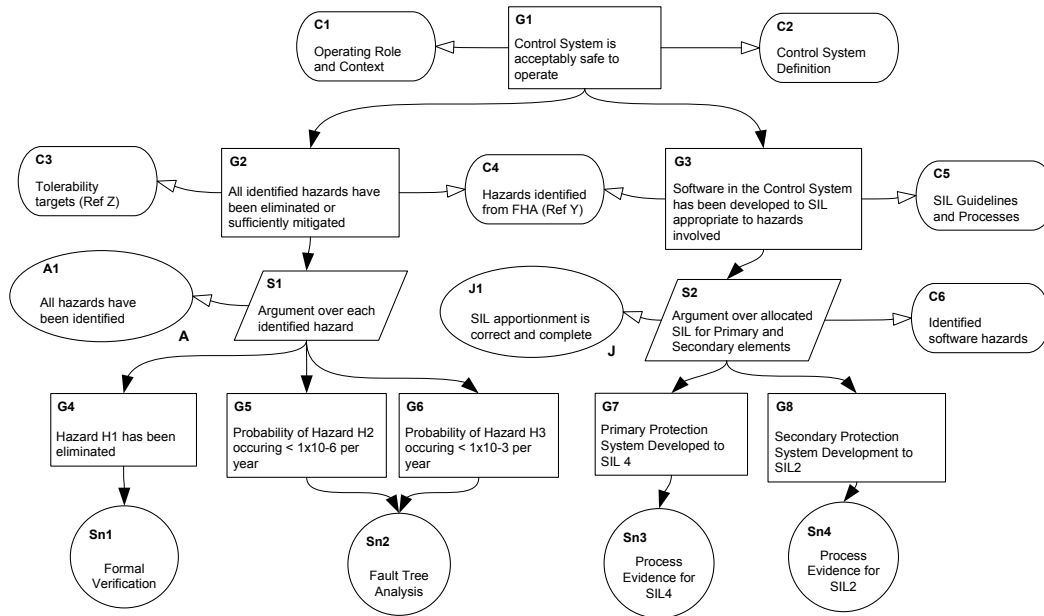 C1
Operating Role
and Context
G1
Control System is
acceptably safe to
operate
C2
Control System
Definition
C3
Tolerability
targets (Ref Z)
G2
All identified hazards have
been eliminated or
sufficiently mitigated
C4
Hazards identified
from FHA (Ref Y)
G3
Software in the Control System
has been developed to SIL
appropriate to hazards
involved
C5
SIL Guidelines
and Processes
A1
All hazards have
been identified
A
S1
Argument over each
identified hazard
J1
SIL apportionment is
correct and complete
J
S2
Argument over allocated
SIL for Primary and
Secondary elements
C6
Identified
software hazards
G4
Hazard H1 has been
eliminated
G5
Probability of Hazard H2
occuring < 1x10-6 per
year
G6
Probability of Hazard H3
occuring < 1x10-3 per
year
G7
Primary Protection
System Developed to
SIL 4
G8
Secondary Protection
System Development to
SIL2
Sn1
Formal
Verification
Sn2
Fault Tree
Analysis
Sn3
Process
Evidence for
SIL4
Sn4
Process
Evidence for
SIL2